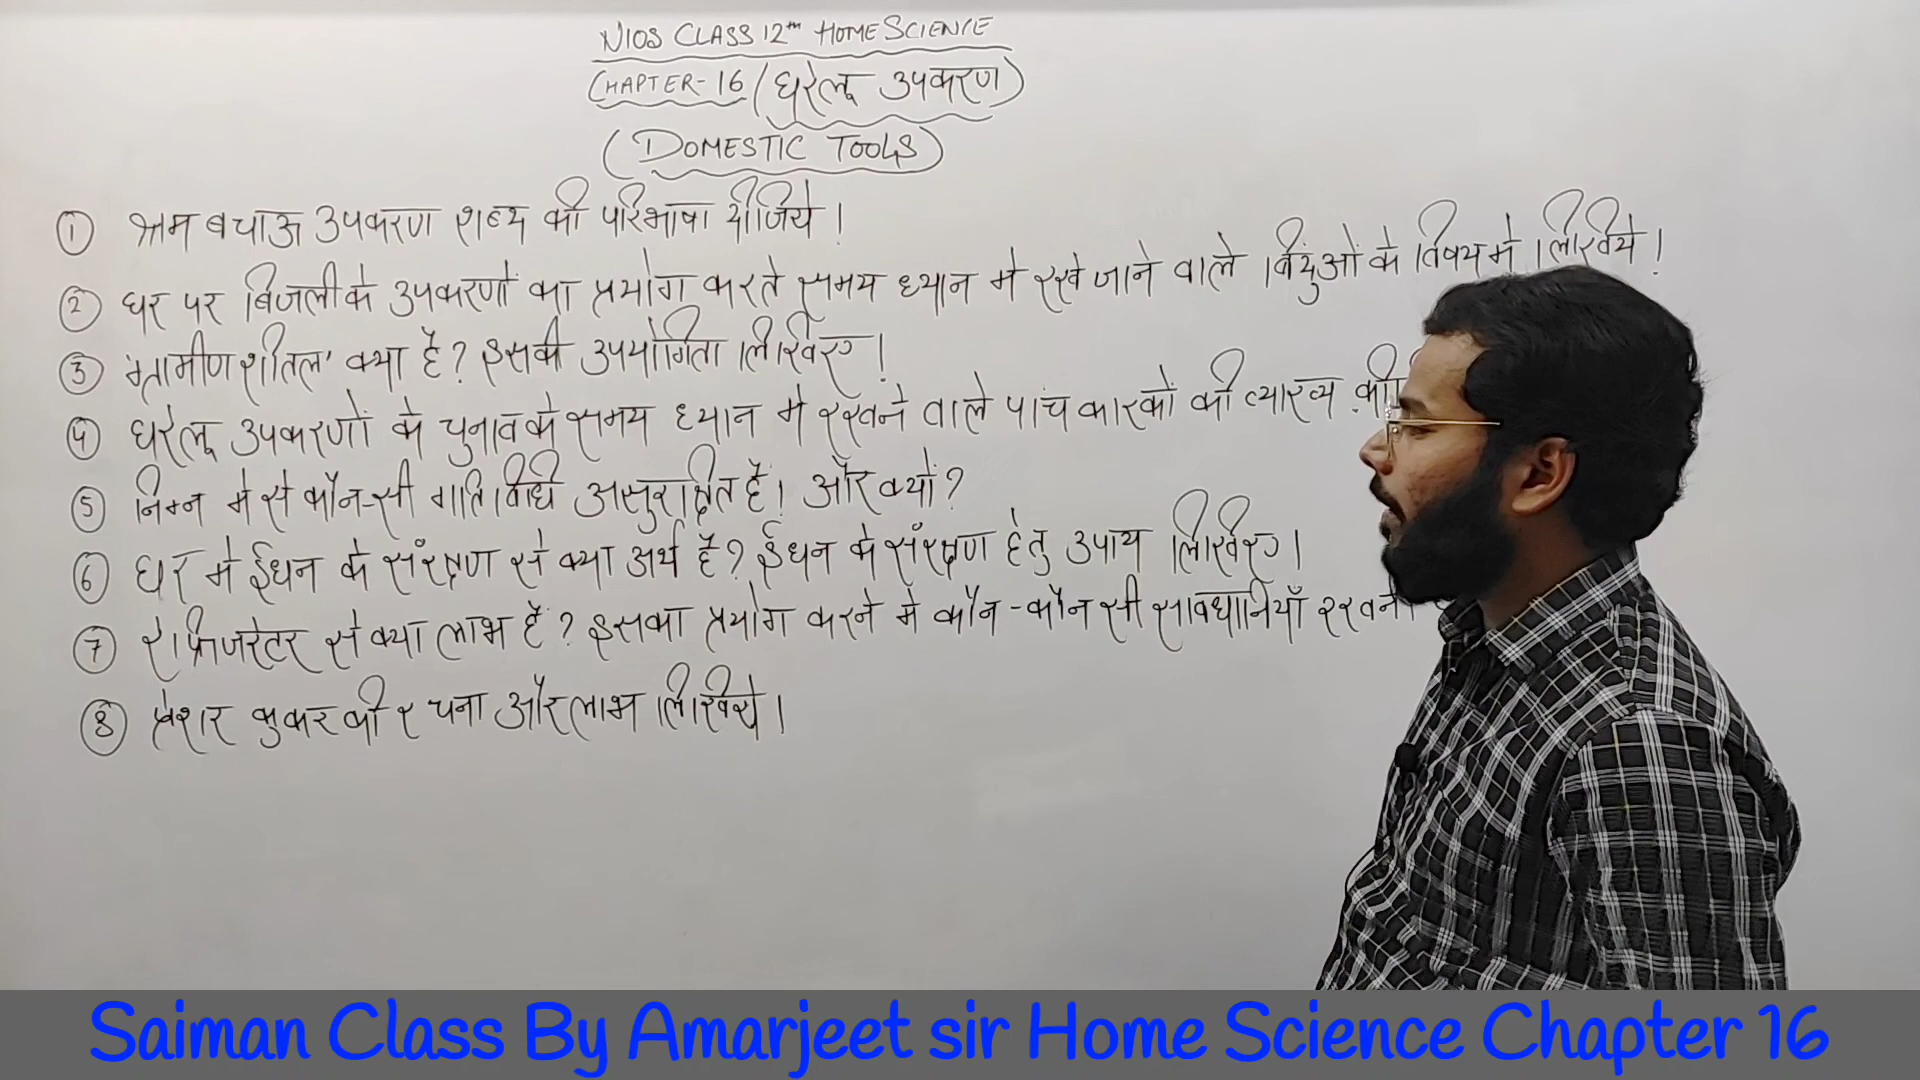 NIOS CLASS 12th HOME SCIENCE
CHAPTER-16 (घरेलू उपकरण)
(DOMESTIC TOOLS)
① श्रम बचाऊ उपकरण शब्द की परिभाषा दीजिये।
② घर पर बिजली के उपकरणों का प्रयोग करते समय ध्यान मे रखे जाने वाले बिंदुओं के विषय मे लिखिये।
③ 'ग्रामीण शीतल' क्या है? इसकी उपयोगिता लिखिए।
④ घरेलू उपकरणों के चुनाव के समय ध्यान मे रखने वाले पांच कारकों की व्याख्य
⑤ निम्न मे से कौन-सी गतिविधि असुरक्षित है। और क्यों?
⑥ घर मे ईंधन के संरक्षण से क्या अर्थ है? ईंधन के संरक्षण हेतु उपाय लिखिए।
⑦ रेफ्रिजरेटर से क्या लाभ है? इसका प्रयोग करने मे कौन-कौन सी सावधानियाँ रखने
⑧ प्रेशर कुकर की रचना और लाभ लिखिये।
Saiman Class By Amarjeet sir Home Science Chapter 16